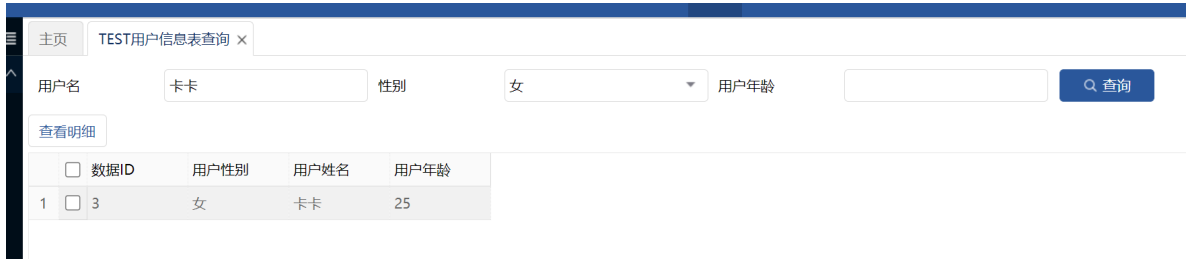 主页 TEST用户信息表查询
用户名 卡卡 性别 女 用户年龄 查询
查看明细
数据ID 用户性别 用户姓名 用户年龄
1 3 女 卡卡 25